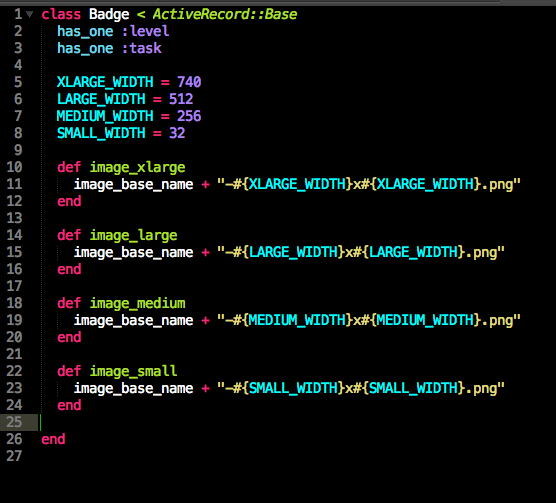 1 class Badge < ActiveRecord::Base
2   has_one :level
3   has_one :task
4
5   XLARGE_WIDTH = 740
6   LARGE_WIDTH = 512
7   MEDIUM_WIDTH = 256
8   SMALL_WIDTH = 32
9
10   def image_xlarge
11     image_base_name + "-#{XLARGE_WIDTH}x#{XLARGE_WIDTH}.png"
12   end
13
14   def image_large
15     image_base_name + "-#{LARGE_WIDTH}x#{LARGE_WIDTH}.png"
16   end
17
18   def image_medium
19     image_base_name + "-#{MEDIUM_WIDTH}x#{MEDIUM_WIDTH}.png"
20   end
21
22   def image_small
23     image_base_name + "-#{SMALL_WIDTH}x#{SMALL_WIDTH}.png"
24   end
25
26 end
27